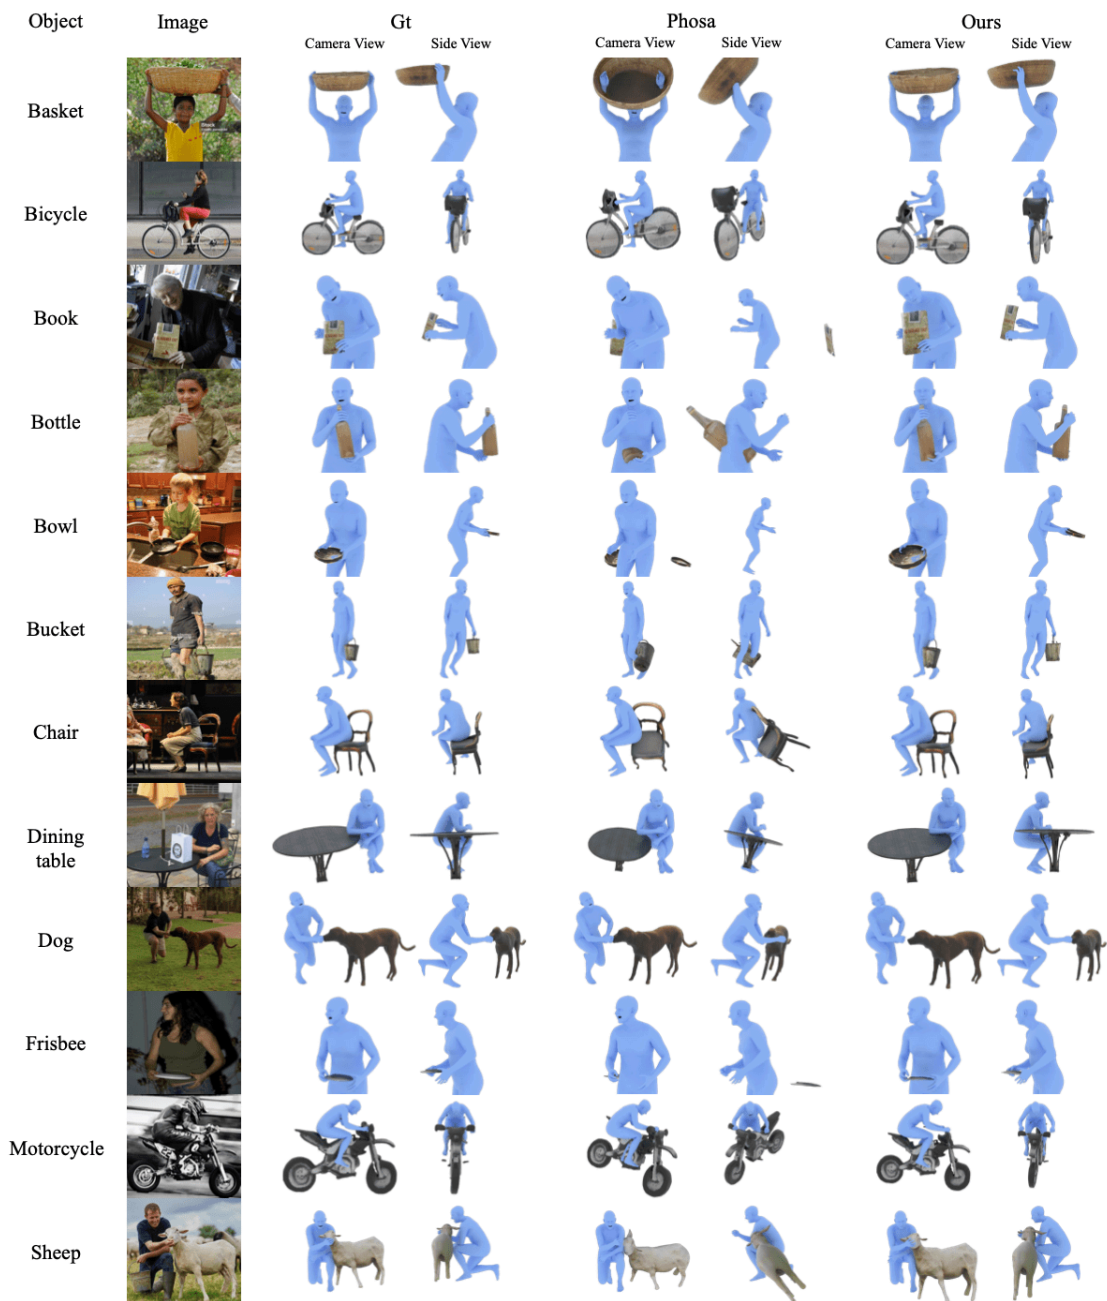 Object Image Gt Phosa Ours
Camera View Side View Camera View Side View Camera View Side View
Basket
Bicycle
Book
Bottle
Bowl
Bucket
Chair
Dining
table
Dog
Frisbee
Motorcycle
Sheep